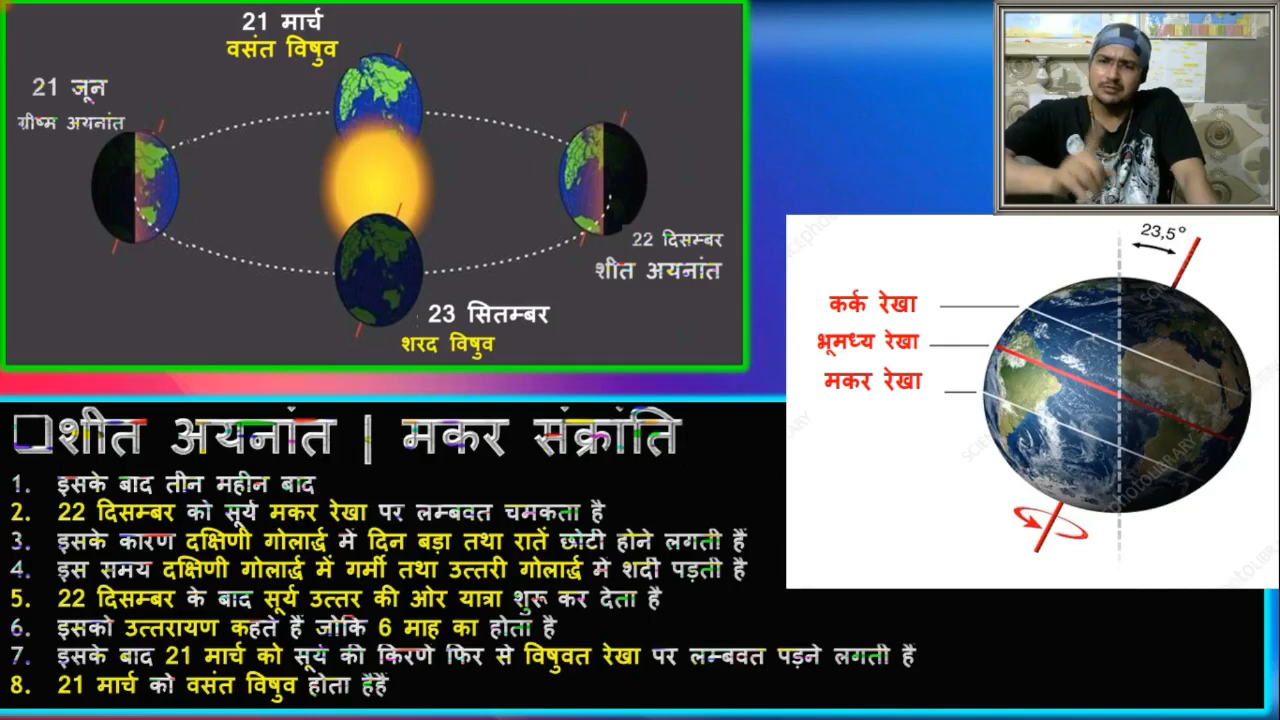 21 मार्च
वसंत विषुव
21 जून
ग्रीष्म अयनांत
22 दिसम्बर
शीत अयनांत
23 सितम्बर
शरद विषुव
23,5°
कर्क रेखा
भूमध्य रेखा
मकर रेखा
शीत अयनांत | मकर संक्रांति
1. इसके बाद तीन महीन बाद
2. 22 दिसम्बर को सूर्य मकर रेखा पर लम्बवत चमकता है
3. इसके कारण दक्षिणी गोलार्द्ध में दिन बड़ा तथा रातें छोटी होने लगती हैं
4. इस समय दक्षिणी गोलार्द्ध में गर्मी तथा उत्तरी गोलार्द्ध मे शर्दी पड़ती है
5. 22 दिसम्बर के बाद सूर्य उत्तर की ओर यात्रा शुरू कर देता है
6. इसको उत्तरायण कहते हैं जोकि 6 माह का होता है
7. इसके बाद 21 मार्च को सूर्य की किरणे फिर से विषुवत रेखा पर लम्बवत पड़ने लगती हैं
8. 21 मार्च को वसंत विषुव होता हैहैं